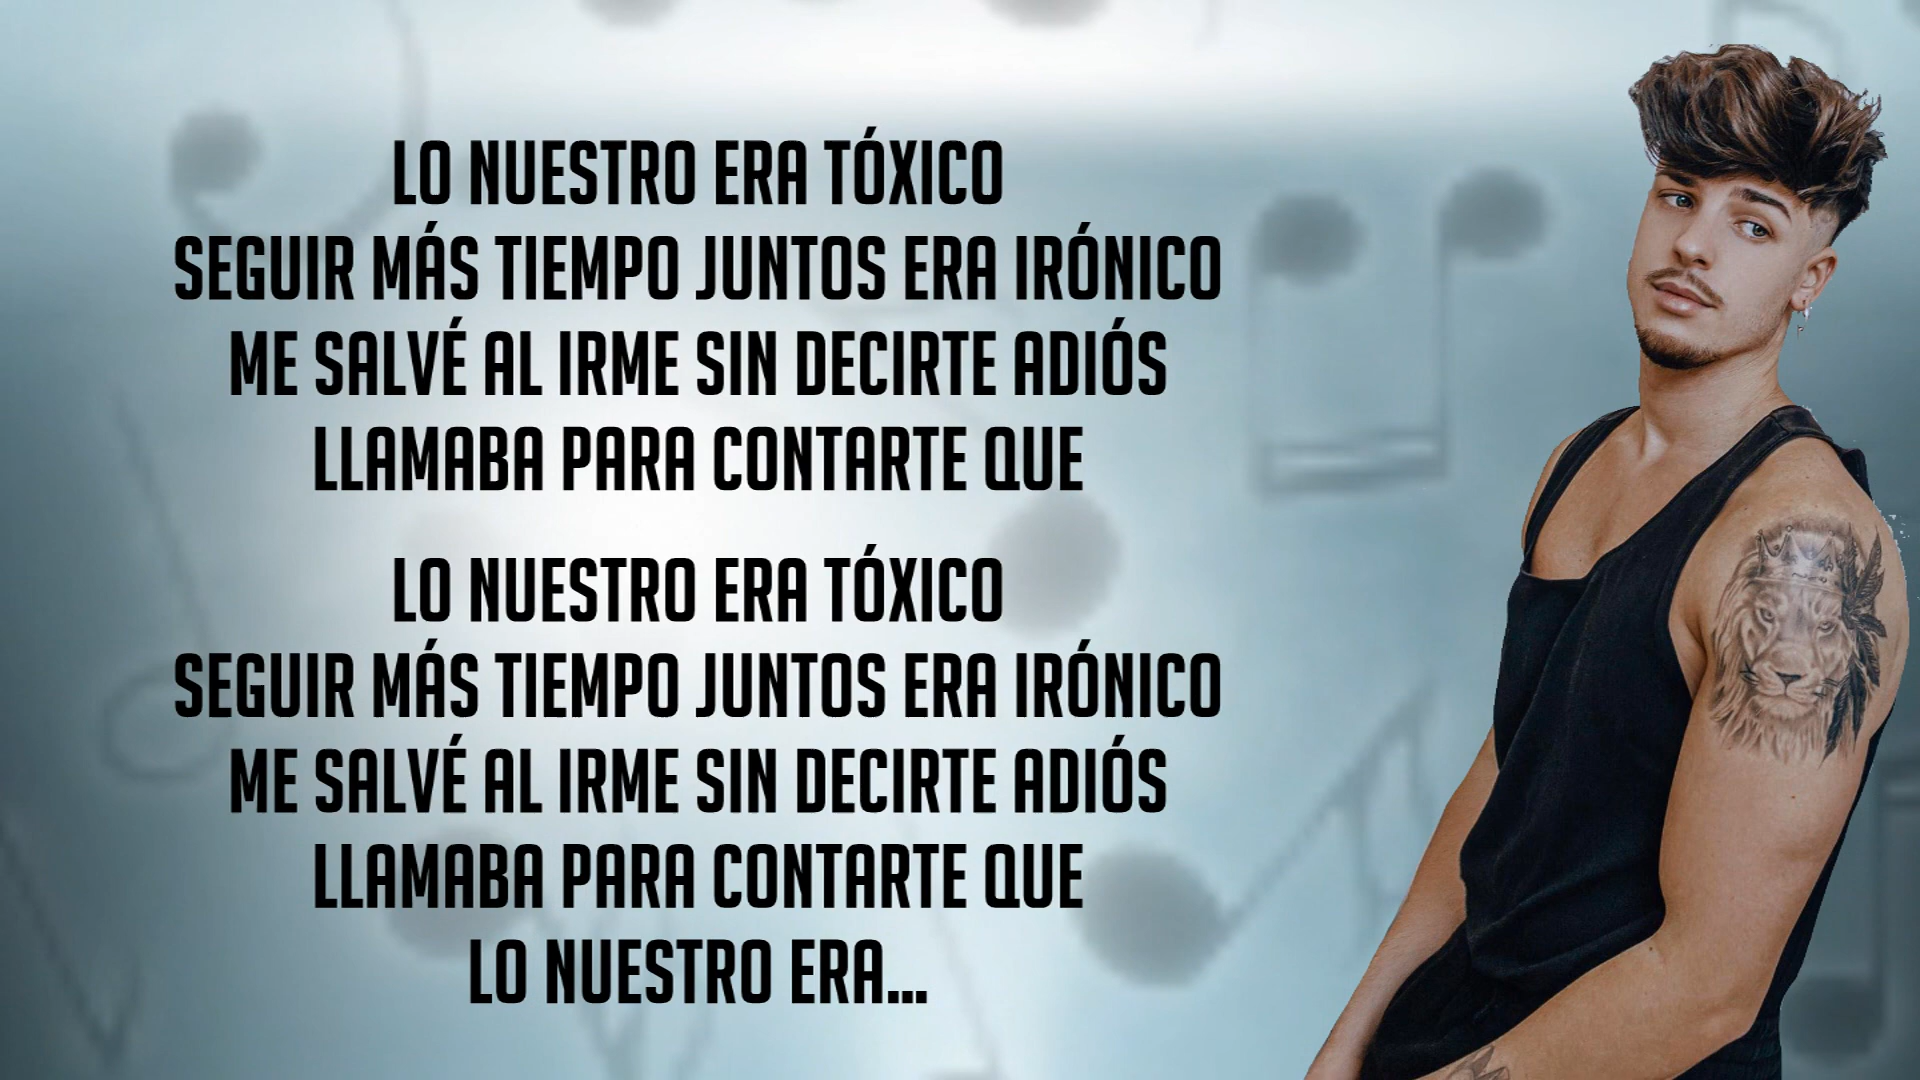 LO NUESTRO ERA TÓXICO
SEGUIR MÁS TIEMPO JUNTOS ERA IRÓNICO
ME SALVÉ AL IRME SIN DECIRTE ADIÓS
LLAMABA PARA CONTARTE QUE
LO NUESTRO ERA TÓXICO
SEGUIR MÁS TIEMPO JUNTOS ERA IRÓNICO
ME SALVÉ AL IRME SIN DECIRTE ADIÓS
LLAMABA PARA CONTARTE QUE
LO NUESTRO ERA...